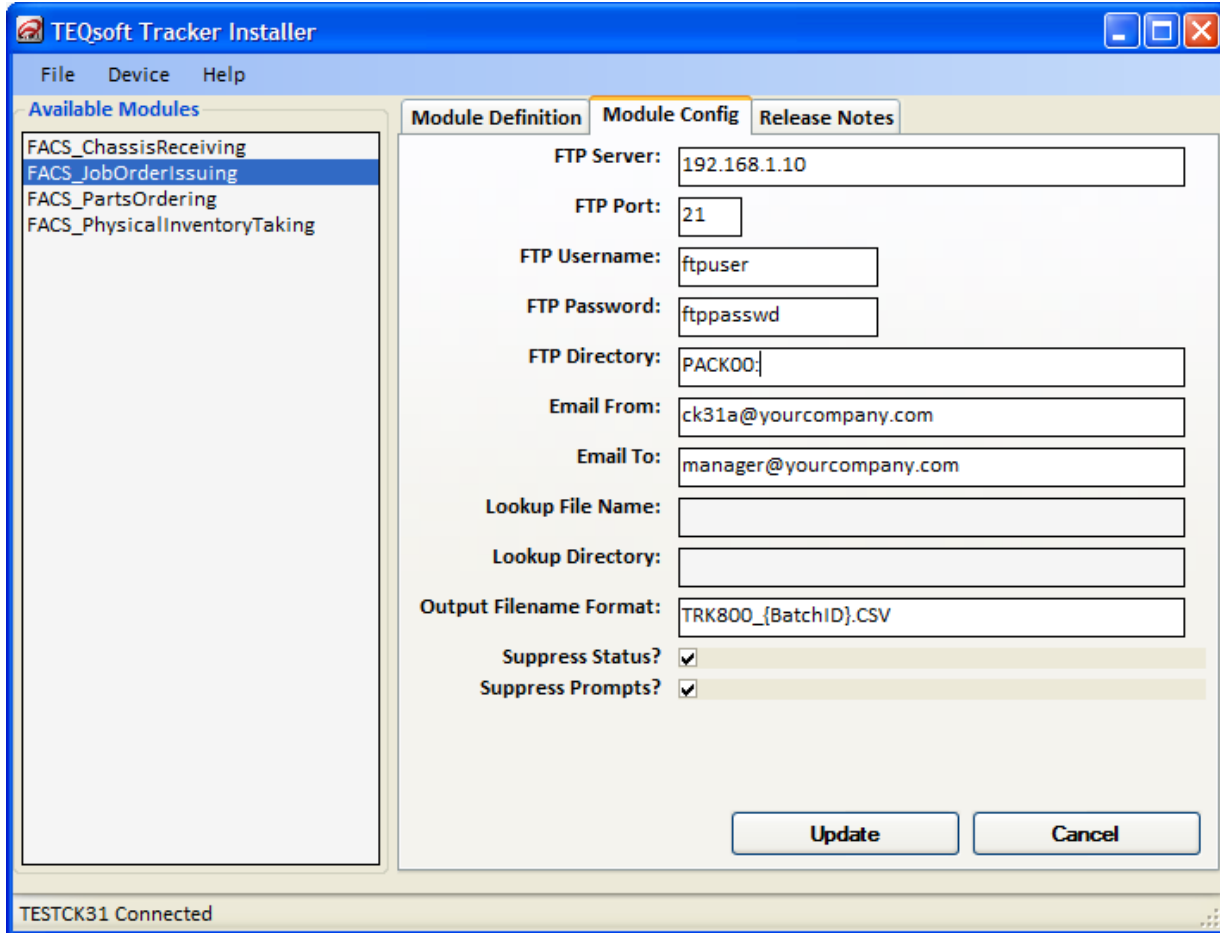 TEQsoft Tracker Installer
File Device Help
Available Modules
FACS_ChassisReceiving
FACS_JobOrderIssuing
FACS_PartsOrdering
FACS_PhysicalInventoryTaking
Module Definition Module Config Release Notes
FTP Server: 192.168.1.10
FTP Port: 21
FTP Username: ftpuser
FTP Password: ftppasswd
FTP Directory: PACK00:
Email From: ck31a@yourcompany.com
Email To: manager@yourcompany.com
Lookup File Name:
Lookup Directory:
Output Filename Format: TRK800_{BatchID}.CSV
Suppress Status?
Suppress Prompts?
Update Cancel
TESTCK31 Connected